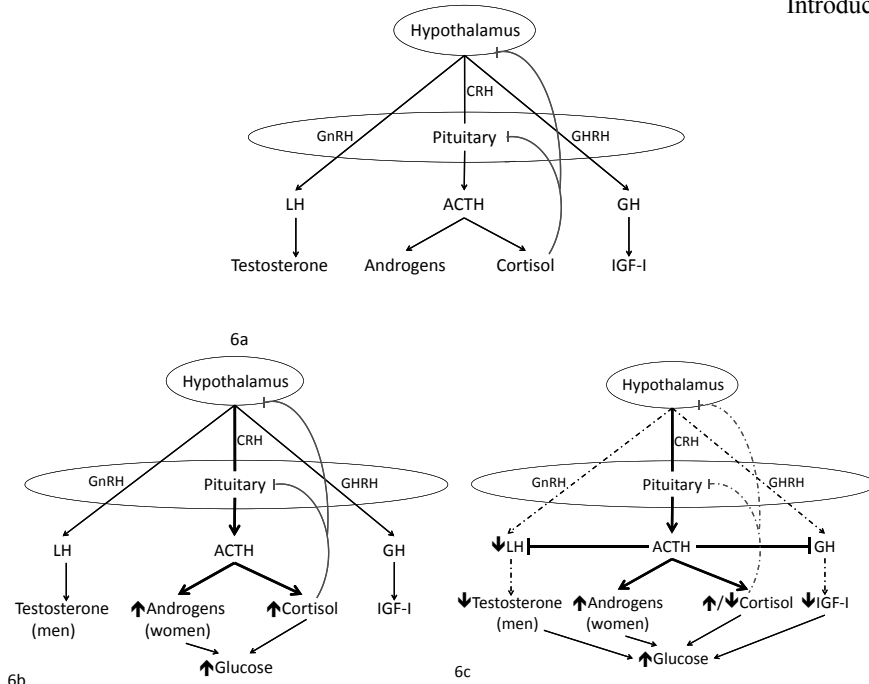 Introduc
Hypothalamus
CRH
GnRH Pituitary GHRH
LH ACTH GH
Testosterone Androgens Cortisol IGF-I
6a
Hypothalamus
CRH
GnRH Pituitary GHRH
LH ACTH GH
Testosterone Androgens Cortisol IGF-I
(men) (women)
Glucose
6b
Hypothalamus
CRH
GnRH Pituitary GHRH
LH ACTH GH
Testosterone Androgens / Cortisol IGF-I
(men) (women)
Glucose
6c